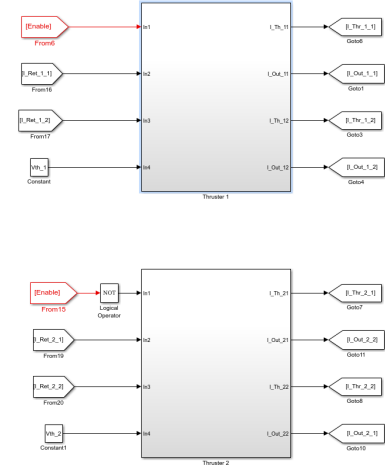 [Enable] In1 I_Th_11 [I_Thr_1_1]
From6 Goto6
[I_Ret_1_1] In2 I_Out_11 [I_Out_1_1]
From16 Goto1
[I_Ret_1_2] In3 I_Th_12 [I_Thr_1_2]
From17 Goto3
Vth_1 In4 I_Out_12 [I_Out_1_2]
Constant Goto4
Thruster 1
[Enable] NOT In1 I_Th_21 [I_Thr_2_1]
From15 Logical Goto7
Operator
[I_Ret_2_1] In2 I_Out_21 [I_Out_2_2]
From19 Goto11
[I_Ret_2_2] In3 I_Th_22 [I_Thr_2_2]
From20 Goto8
Vth_2 In4 I_Out_22 [I_Out_2_1]
Constant1 Goto10
Thruster 2